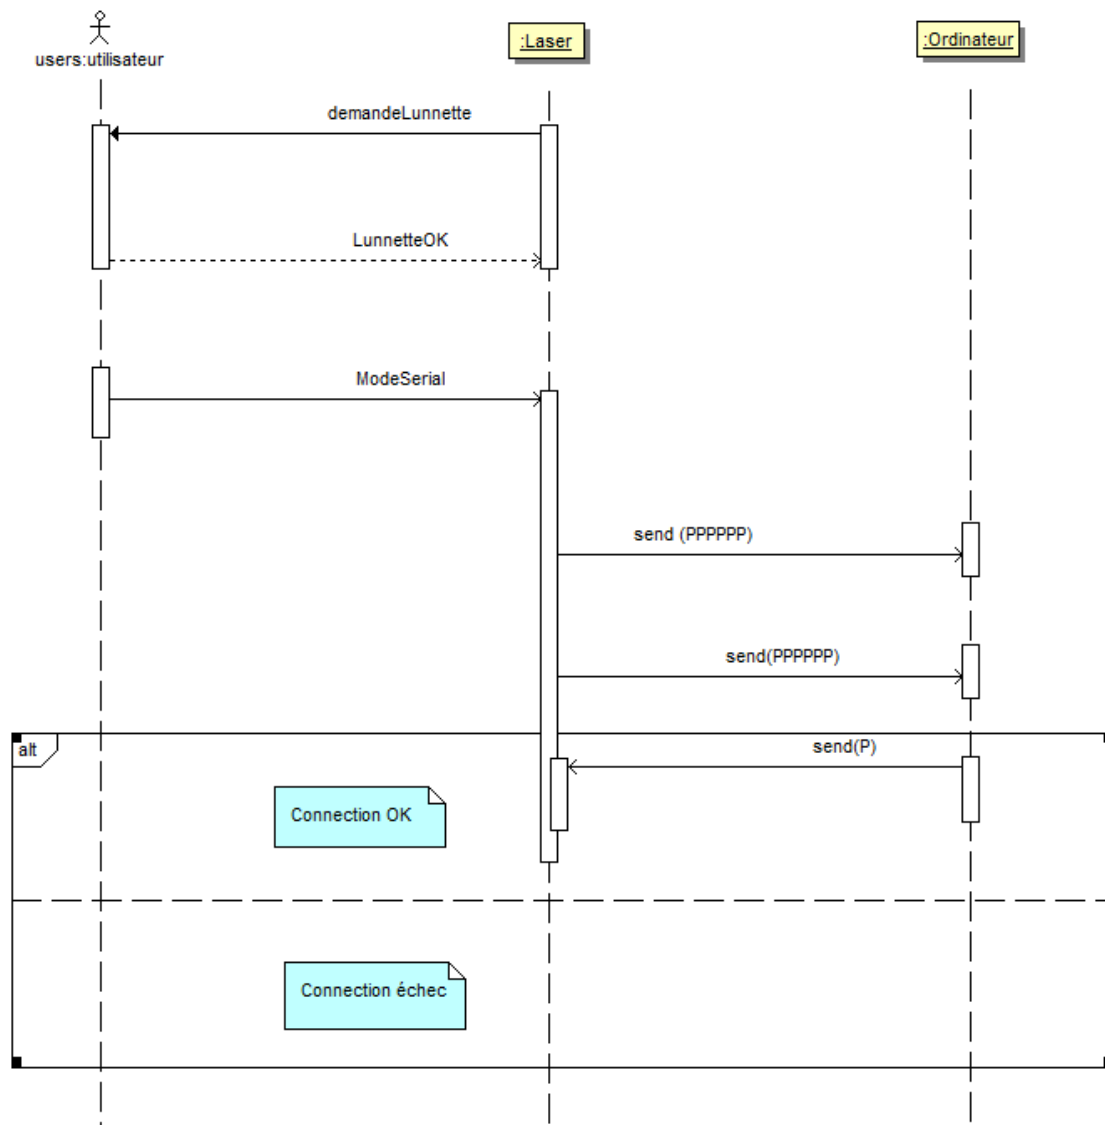 users:utilisateur
:Laser
:Ordinateur
demandeLunnette
LunnetteOK
ModeSerial
send (PPPPPP)
send(PPPPPP)
alt
send(P)
Connection OK
Connection échec